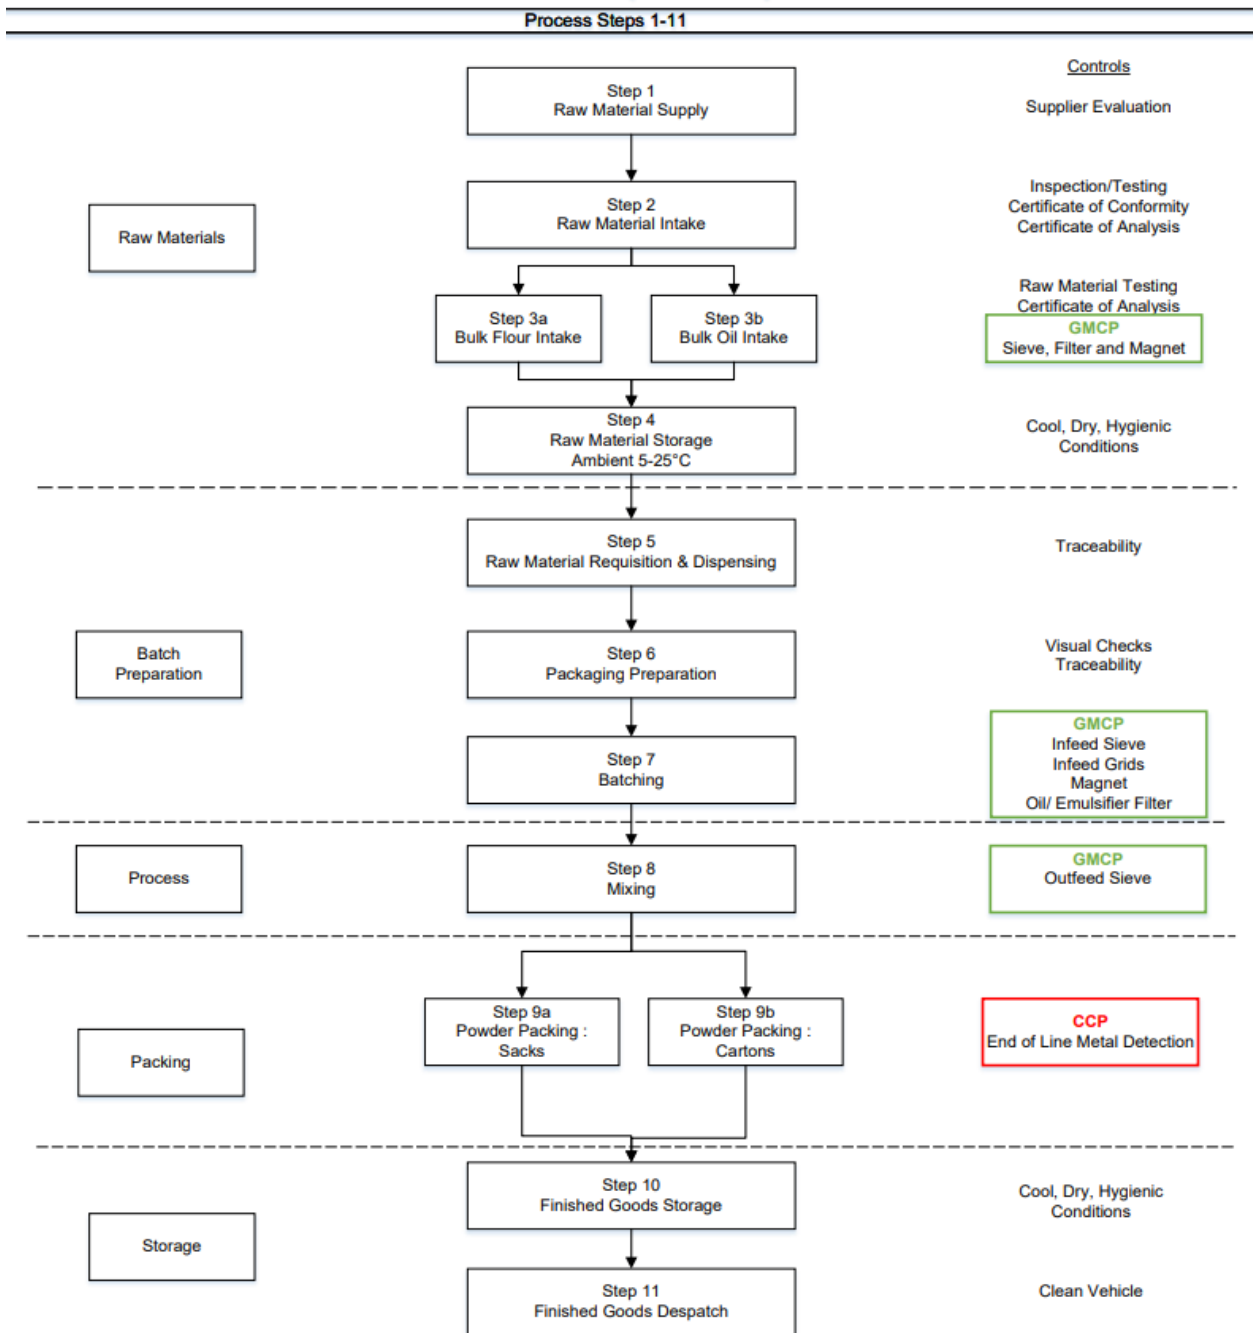 Process Steps 1-11
Controls
Step 1
Raw Material Supply
Supplier Evaluation
Raw Materials
Step 2
Raw Material Intake
Inspection/Testing
Certificate of Conformity
Certificate of Analysis
Step 3a
Bulk Flour Intake
Step 3b
Bulk Oil Intake
Raw Material Testing
Certificate of Analysis
GMCP
Sieve, Filter and Magnet
Step 4
Raw Material Storage
Ambient 5-25°C
Cool, Dry, Hygienic
Conditions
Step 5
Raw Material Requisition & Dispensing
Traceability
Batch
Preparation
Step 6
Packaging Preparation
Visual Checks
Traceability
Step 7
Batching
GMCP
Infeed Sieve
Infeed Grids
Magnet
Oil/ Emulsifier Filter
Process
Step 8
Mixing
GMCP
Outfeed Sieve
Packing
Step 9a
Powder Packing :
Sacks
Step 9b
Powder Packing :
Cartons
CCP
End of Line Metal Detection
Storage
Step 10
Finished Goods Storage
Cool, Dry, Hygienic
Conditions
Step 11
Finished Goods Despatch
Clean Vehicle